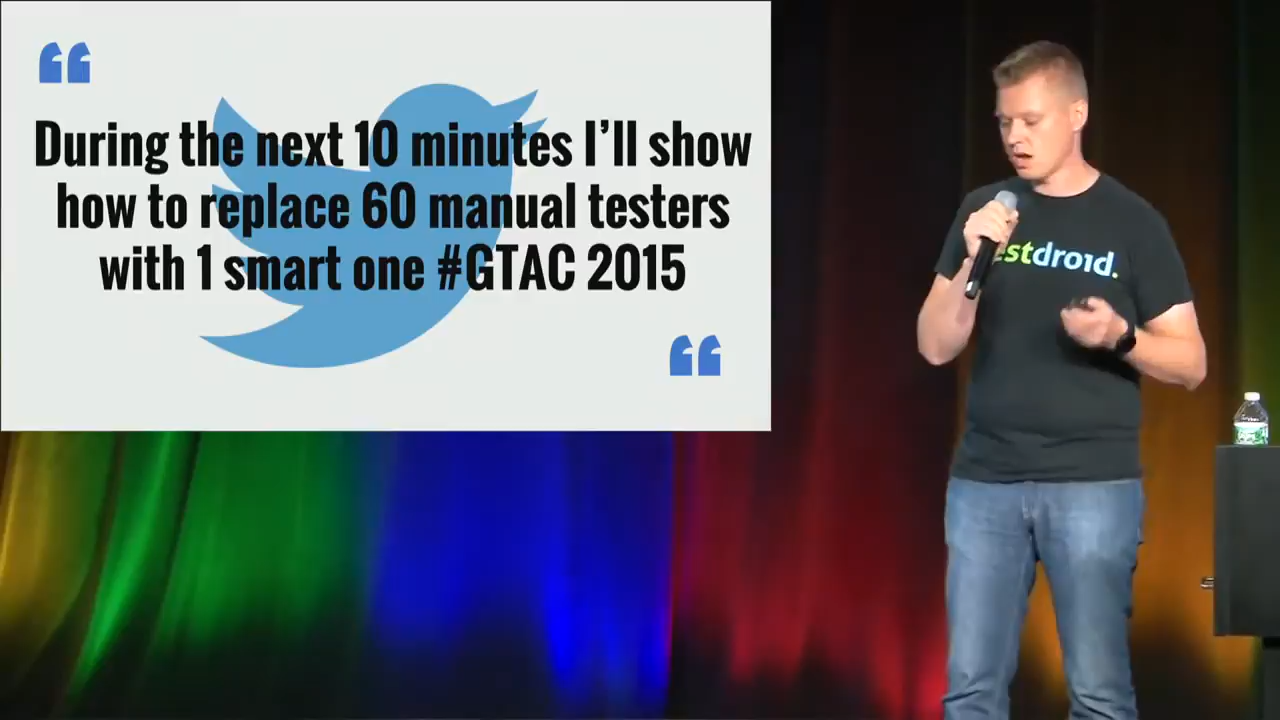 During the next 10 minutes I'll show
how to replace 60 manual testers
with 1 smart one #GTAC 2015
estdroid.